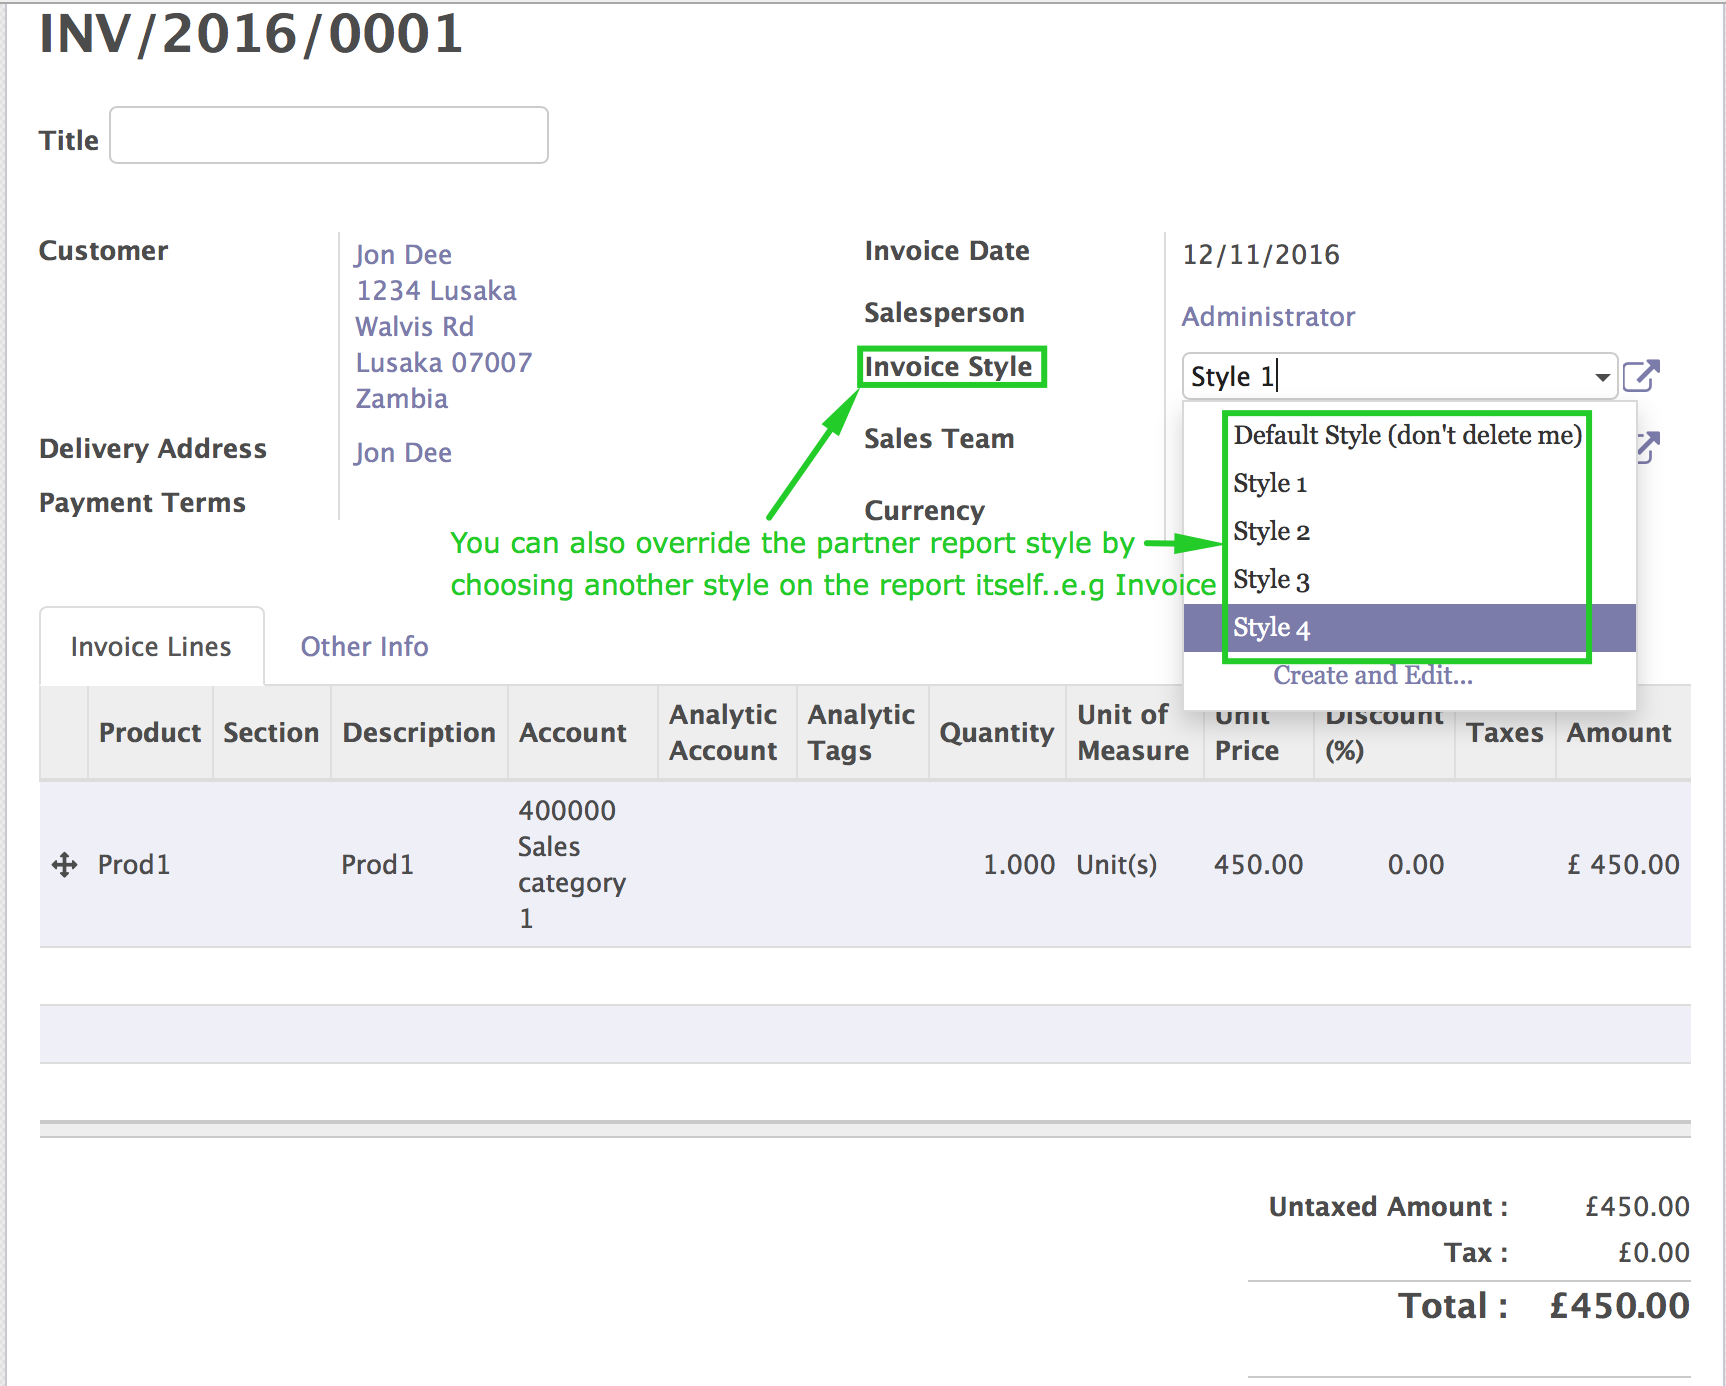 INV/2016/0001
Title
Customer
Jon Dee
1234 Lusaka
Walvis Rd
Lusaka 07007
Zambia
Delivery Address
Jon Dee
Payment Terms
Invoice Date
12/11/2016
Salesperson
Administrator
Invoice Style
Style 1
Sales Team
Currency
Default Style (don't delete me)
Style 1
Style 2
Style 3
Style 4
Create and Edit...
You can also override the partner report style by
choosing another style on the report itself..e.g Invoice
Invoice Lines
Other Info
Product
Section
Description
Account
Analytic
Account
Analytic
Tags
Quantity
Unit of
Measure
Unit
Price
Discount
(%)
Taxes
Amount
Prod1
Prod1
400000
Sales
category
1
1.000
Unit(s)
450.00
0.00
£ 450.00
Untaxed Amount : £450.00
Tax : £0.00
Total : £450.00